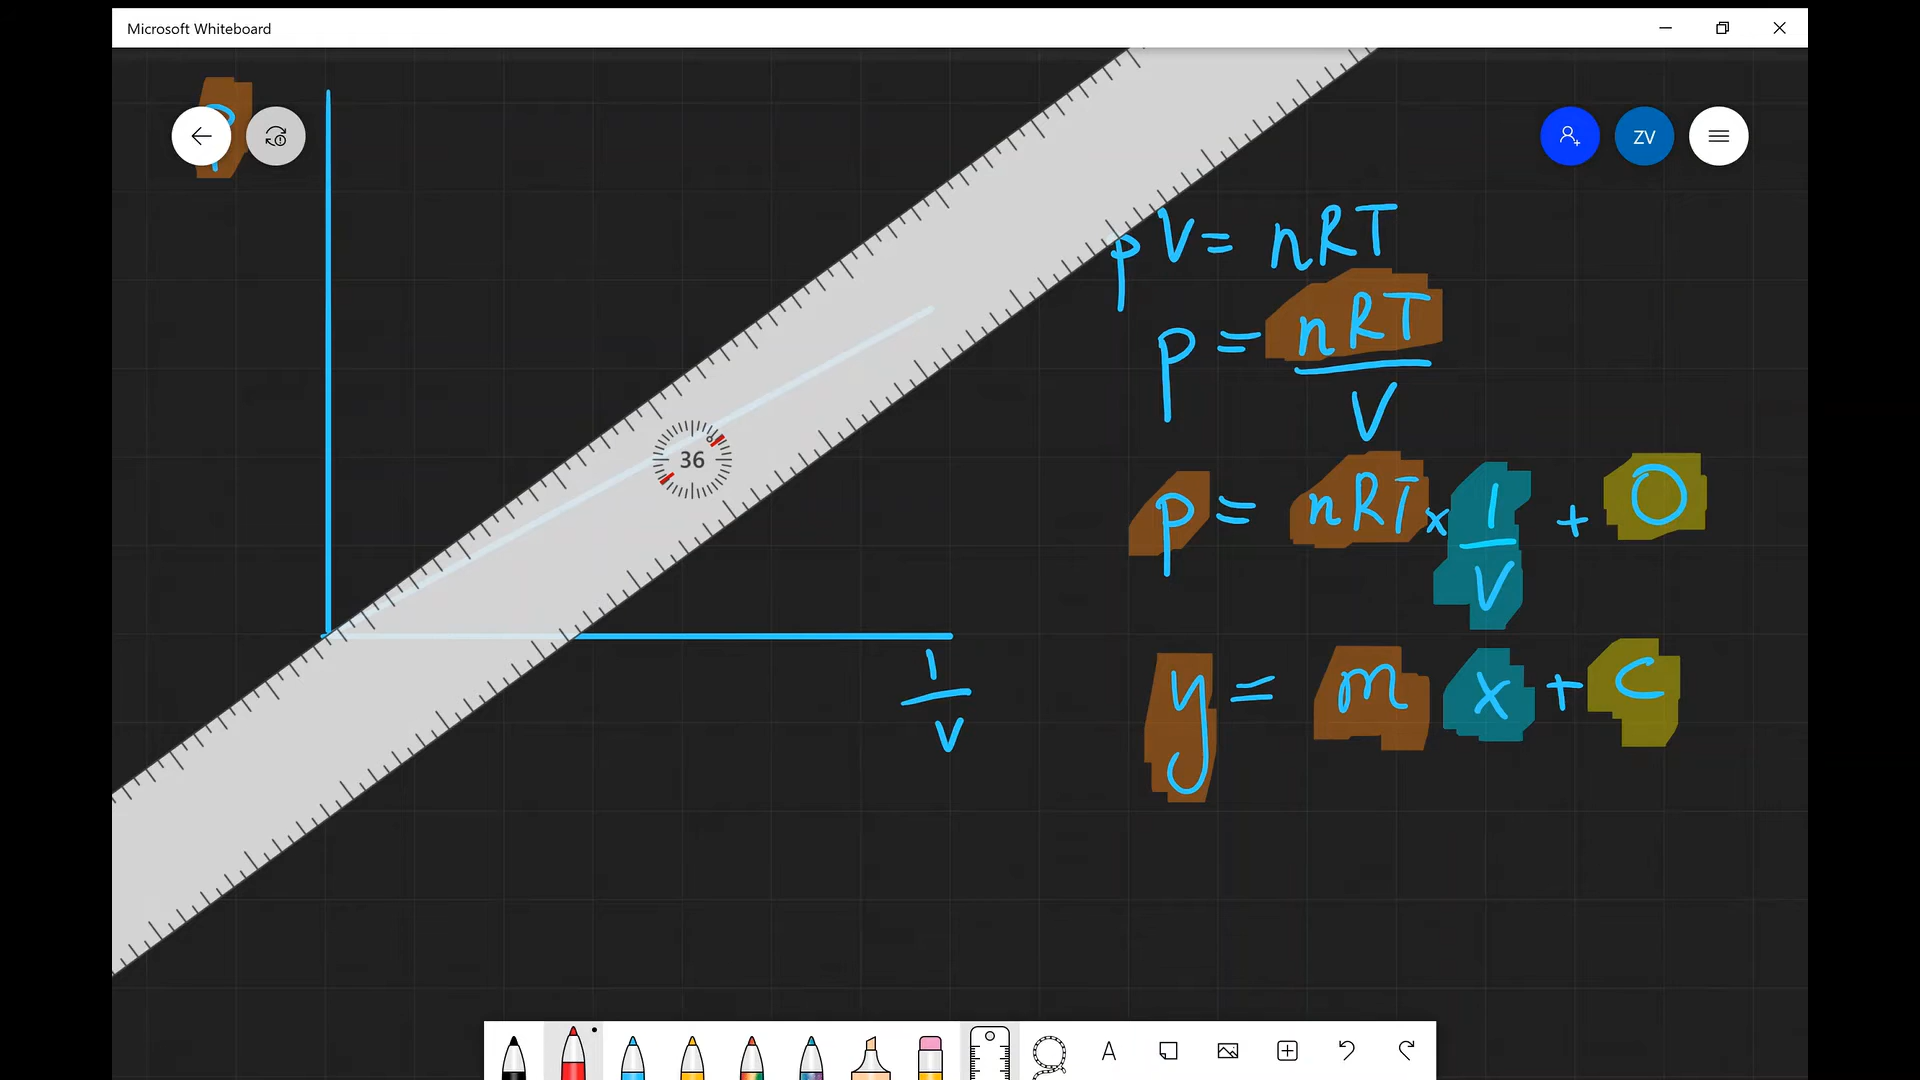 Microsoft Whiteboard
P
ZV
pV = nRT
p = nRT
V
p = nRT × 1 + 0
V
y = m x + c
36
1
V
A